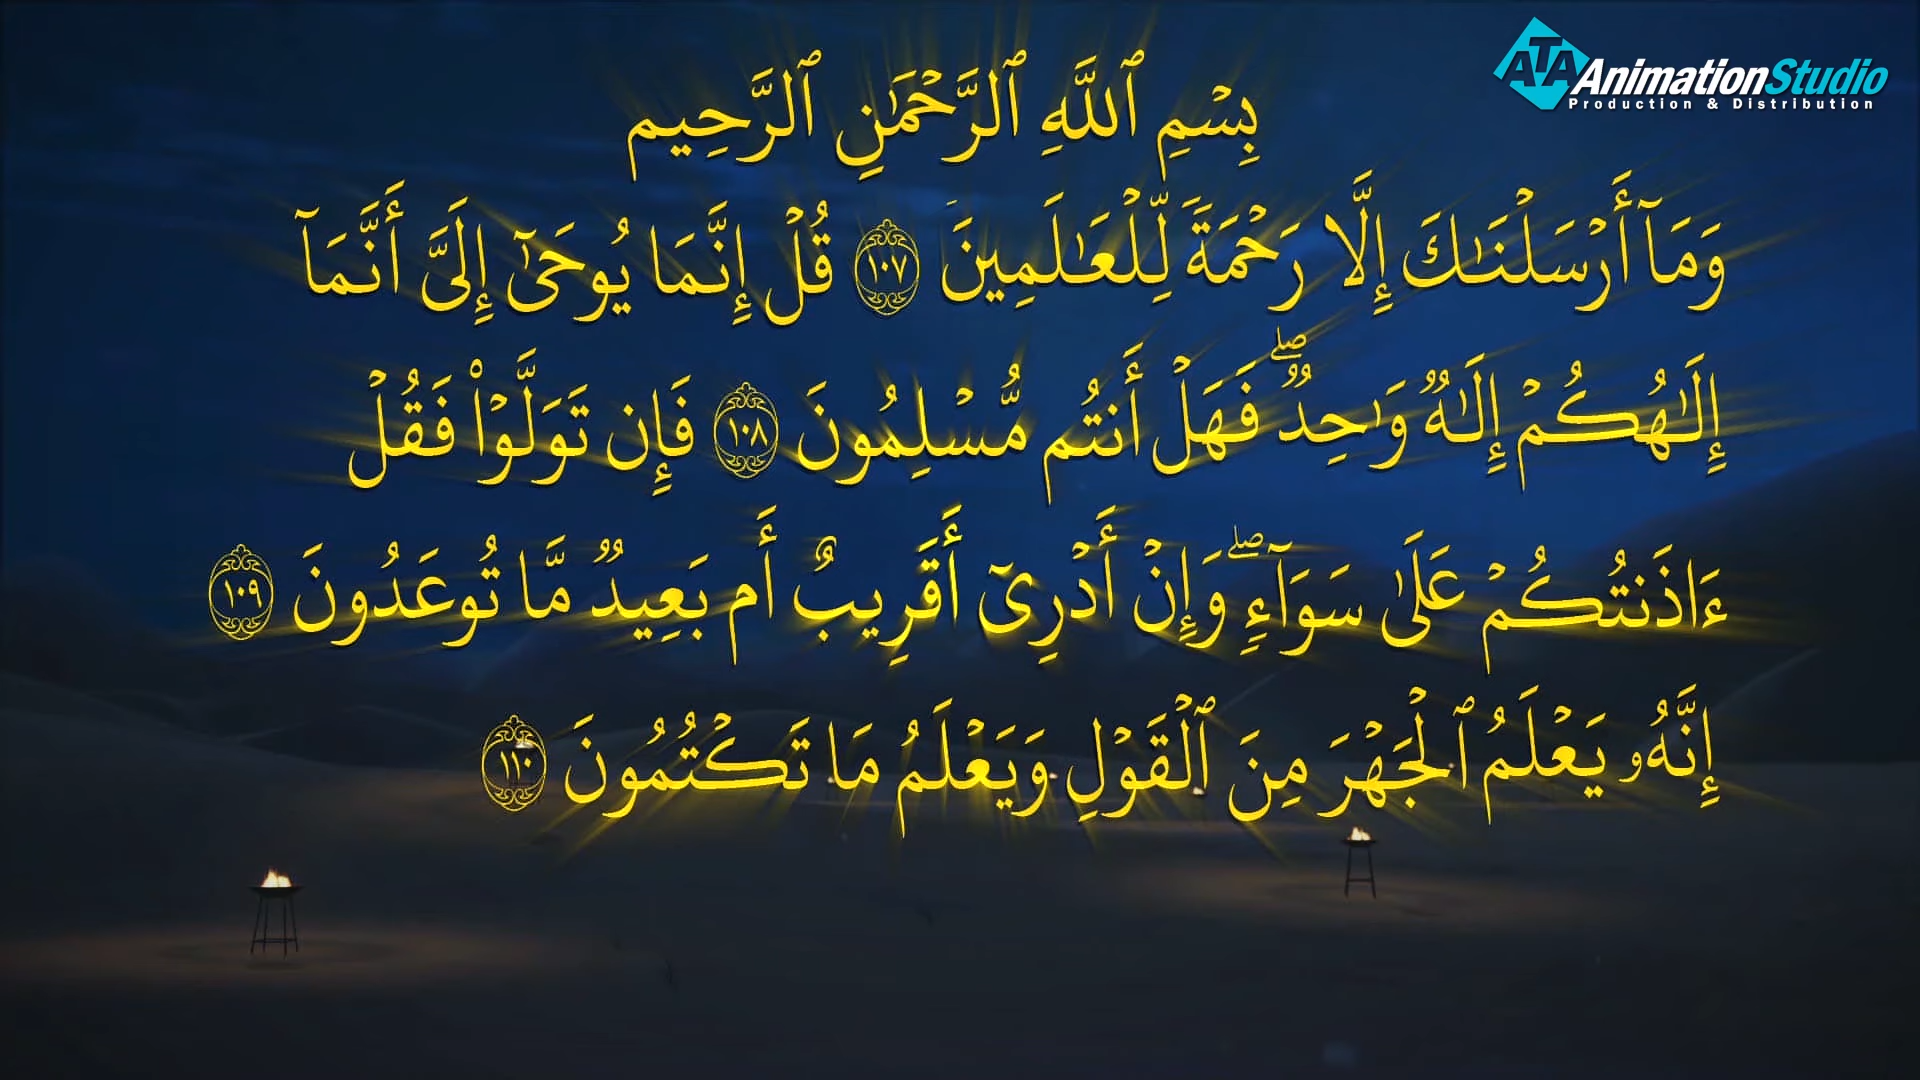 ATA AnimationStudio
Production & Distribution
بِسْمِ ٱللَّهِ ٱلرَّحْمَٰنِ ٱلرَّحِيم
وَمَآ أَرْسَلْنَٰكَ إِلَّا رَحْمَةَ لِّلْعَٰلَمِينَ ١٠٧ قُلْ إِنَّمَا يُوحَىٰٓ إِلَىَّ أَنَّمَآ
إِلَٰهُكُمْ إِلَٰهٌ وَٰحِدٌ ۖ فَهَلْ أَنتُم مُّسْلِمُونَ ١٠٨ فَإِن تَوَلَّوْا۟ فَقُلْ
ءَاذَنتُكُمْ عَلَىٰ سَوَآءٍ ۖ وَإِنْ أَدْرِىٓ أَقَرِيبٌ أَم بَعِيدٌ مَّا تُوعَدُونَ ١٠٩
إِنَّهُۥ يَعْلَمُ ٱلْجَهْرَ مِنَ ٱلْقَوْلِ وَيَعْلَمُ مَا تَكْتُمُونَ ١١٠